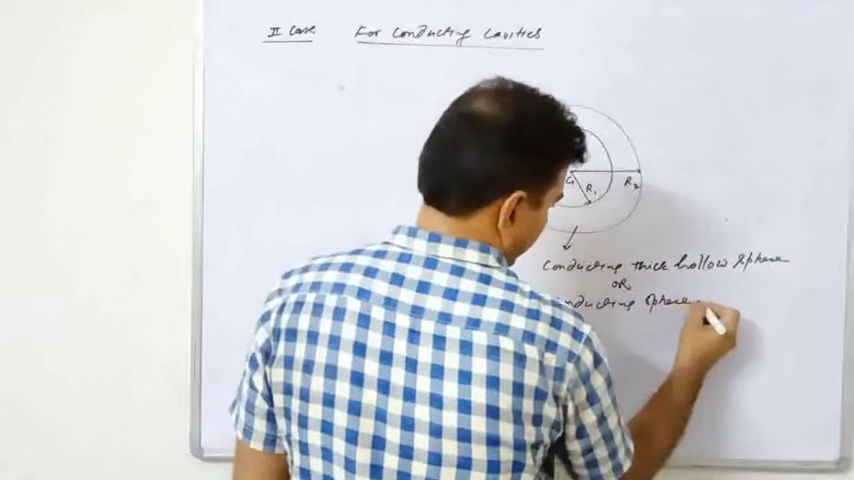 II Case For Conducting Cavities
R₁ R₂
Conducting thick hollow sphere
OR
conducting sphere